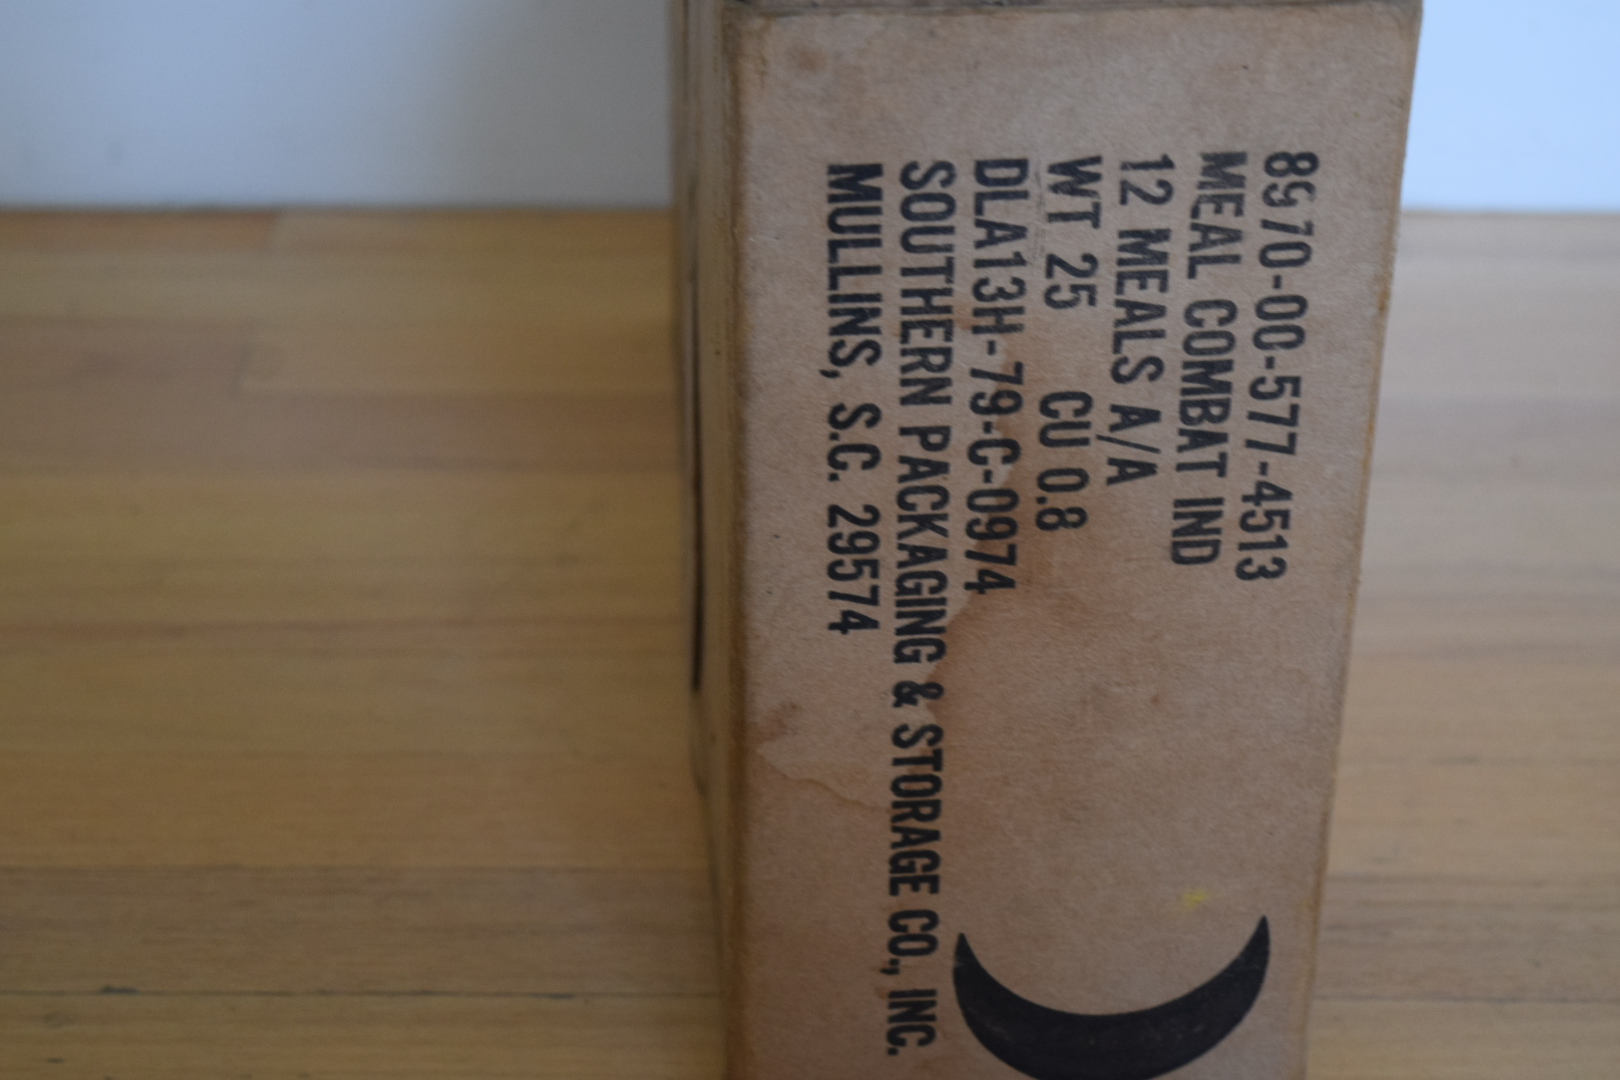 8970-00-577-4513
MEAL COMBAT IND
12 MEALS A/A
WT 25 CU 0.8
DLA13H-79-C-0974
SOUTHERN PACKAGING & STORAGE CO., INC.
MULLINS, S.C. 29574